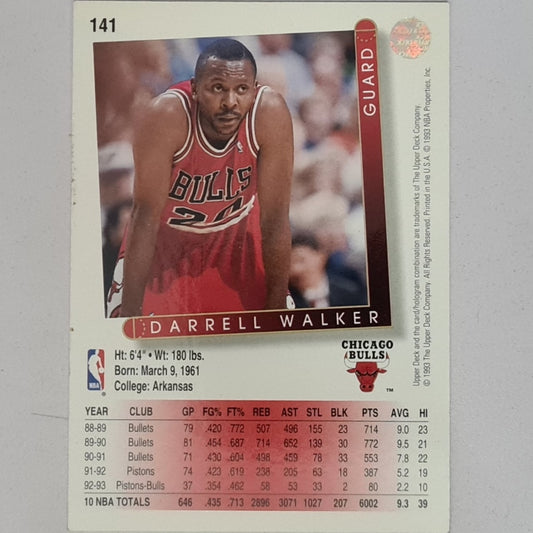 141
GUARD
BULLS
20
DARRELL WALKER
Ht: 6'4" • Wt: 180 lbs.
Born: March 9, 1961
College: Arkansas
NBA
CHICAGO
BULLS
TM
Upper Deck and the card/hologram combination are trademarks of The Upper Deck Company.
© 1993 The Upper Deck Company. All Rights Reserved. Printed in the U.S.A. © 1993 NBA Properties, Inc.
YEAR CLUB GP FG% FT% REB AST STL BLK PTS AVG HI
88-89 Bullets 79 .420 .772 507 496 155 23 714 9.0 23
89-90 Bullets 81 .454 .687 714 652 139 30 772 9.5 21
90-91 Bullets 71 .430 .604 498 459 78 33 553 7.8 22
91-92 Pistons 74 .423 .619 238 205 63 18 387 5.2 19
92-93 Pistons-Bulls 37 .354 .462 58 53 33 2 80 2.2 10
10 NBA TOTALS 646 .435 .713 2896 3071 1027 207 6002 9.3 39